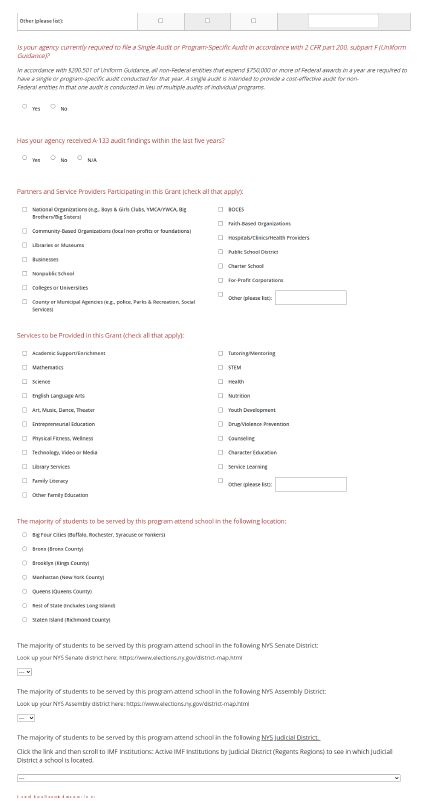 Other (please list):
Is your agency currently required to file a Single Audit or Program-Specific Audit in accordance with 2 CFR part 200, subpart F (Uniform
Guidance)?
In accordance with §200.501 of Uniform Guidance, all non-Federal entities that expend $750,000 or more of Federal awards in a year are required to
have a single or program-specific audit conducted for that year. A single audit is intended to provide a cost-effective audit for non-
Federal entities in that one audit is conducted in lieu of multiple audits of individual programs.
Yes No
Has your agency received A-133 audit findings within the last five years?
Yes No N/A
Partners and Service Providers Participating in this Grant (check all that apply):
National Organizations (e.g., Boys & Girls Clubs, YMCA/YWCA, Big
Brothers/Big Sisters)
Community-Based Organizations (local non-profits or foundations)
Libraries or Museums
Businesses
Nonpublic School
Colleges or Universities
County or Municipal Agencies (e.g., police, Parks & Recreation, Social
Services)
BOCES
Faith-Based Organizations
Hospitals/Clinics/Health Providers
Public School District
Charter School
For-Profit Corporations
Other (please list):
Services to be Provided in this Grant (check all that apply):
Academic Support/Enrichment
Mathematics
Science
English Language Arts
Art, Music, Dance, Theater
Entrepreneurial Education
Physical Fitness, Wellness
Technology, Video or Media
Library Services
Family Literacy
Other Family Education
Tutoring/Mentoring
STEM
Health
Nutrition
Youth Development
Drug/Violence Prevention
Counseling
Character Education
Service Learning
Other (please list):
The majority of students to be served by this program attend school in the following location:
Big Four Cities (Buffalo, Rochester, Syracuse or Yonkers)
Bronx (Bronx County)
Brooklyn (Kings County)
Manhattan (New York County)
Queens (Queens County)
Rest of State (Includes Long Island)
Staten Island (Richmond County)
The majority of students to be served by this program attend school in the following NYS Senate District:
Look up your NYS Senate district here: https://www.elections.ny.gov/district-map.html
---
The majority of students to be served by this program attend school in the following NYS Assembly District:
Look up your NYS Assembly district here: https://www.elections.ny.gov/district-map.html
---
The majority of students to be served by this program attend school in the following NYS Judicial District.
Click the link and then scroll to IMF Institutions: Active IMF Institutions by Judicial District (Regents Regions) to see in which Judicial
District a school is located.
---